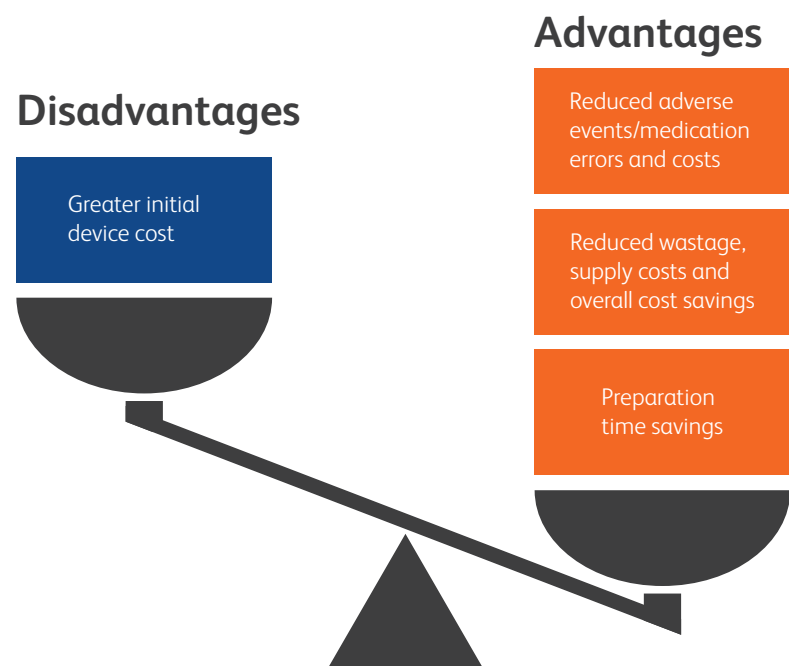 Disadvantages
Greater initial
device cost
Advantages
Reduced adverse
events/medication
errors and costs
Reduced wastage,
supply costs and
overall cost savings
Preparation
time savings